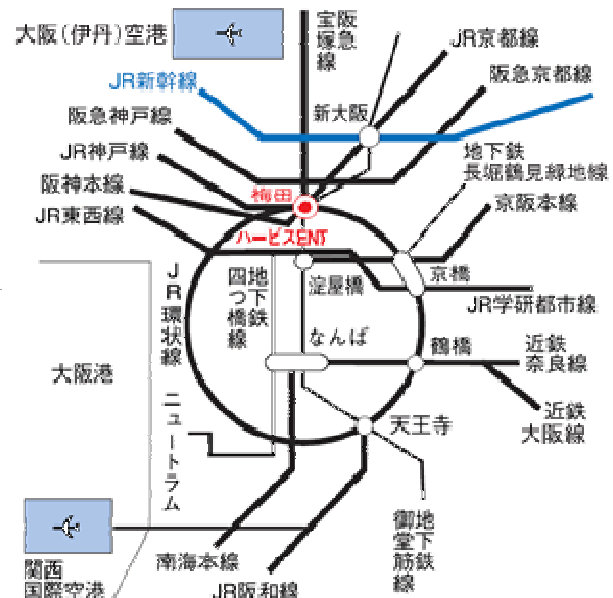 大阪(伊丹)空港
阪急
宝塚線
JR京都線
JR新幹線
阪急京都線
阪急神戸線
新大阪
JR神戸線
地下鉄
長堀鶴見緑地線
阪神本線
梅田
京阪本線
JR東西線
ハービスENT
JR環状線
地下鉄
四つ橋線
淀屋橋
京橋
JR学研都市線
なんば
鶴橋
近鉄
奈良線
大阪港
ニュートラム
近鉄
大阪線
天王寺
地下鉄
御堂筋線
南海本線
関西
国際空港
JR阪和線